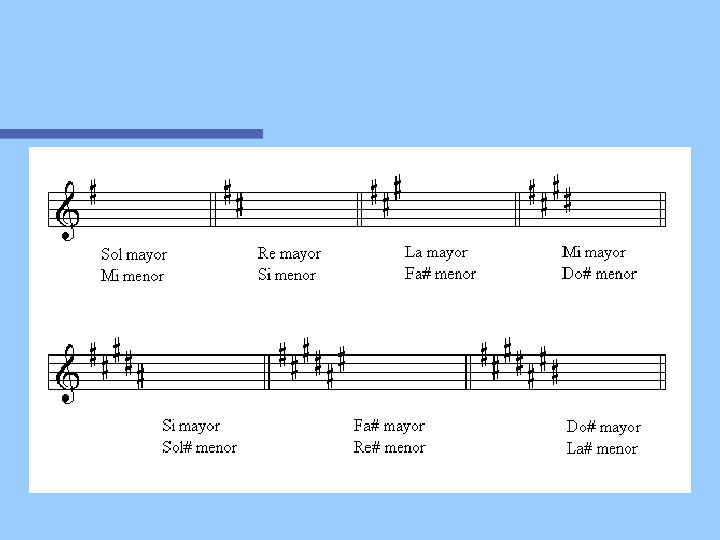 Sol mayor
Mi menor
Re mayor
Si menor
La mayor
Fa# menor
Mi mayor
Do# menor
Si mayor
Sol# menor
Fa# mayor
Re# menor
Do# mayor
La# menor